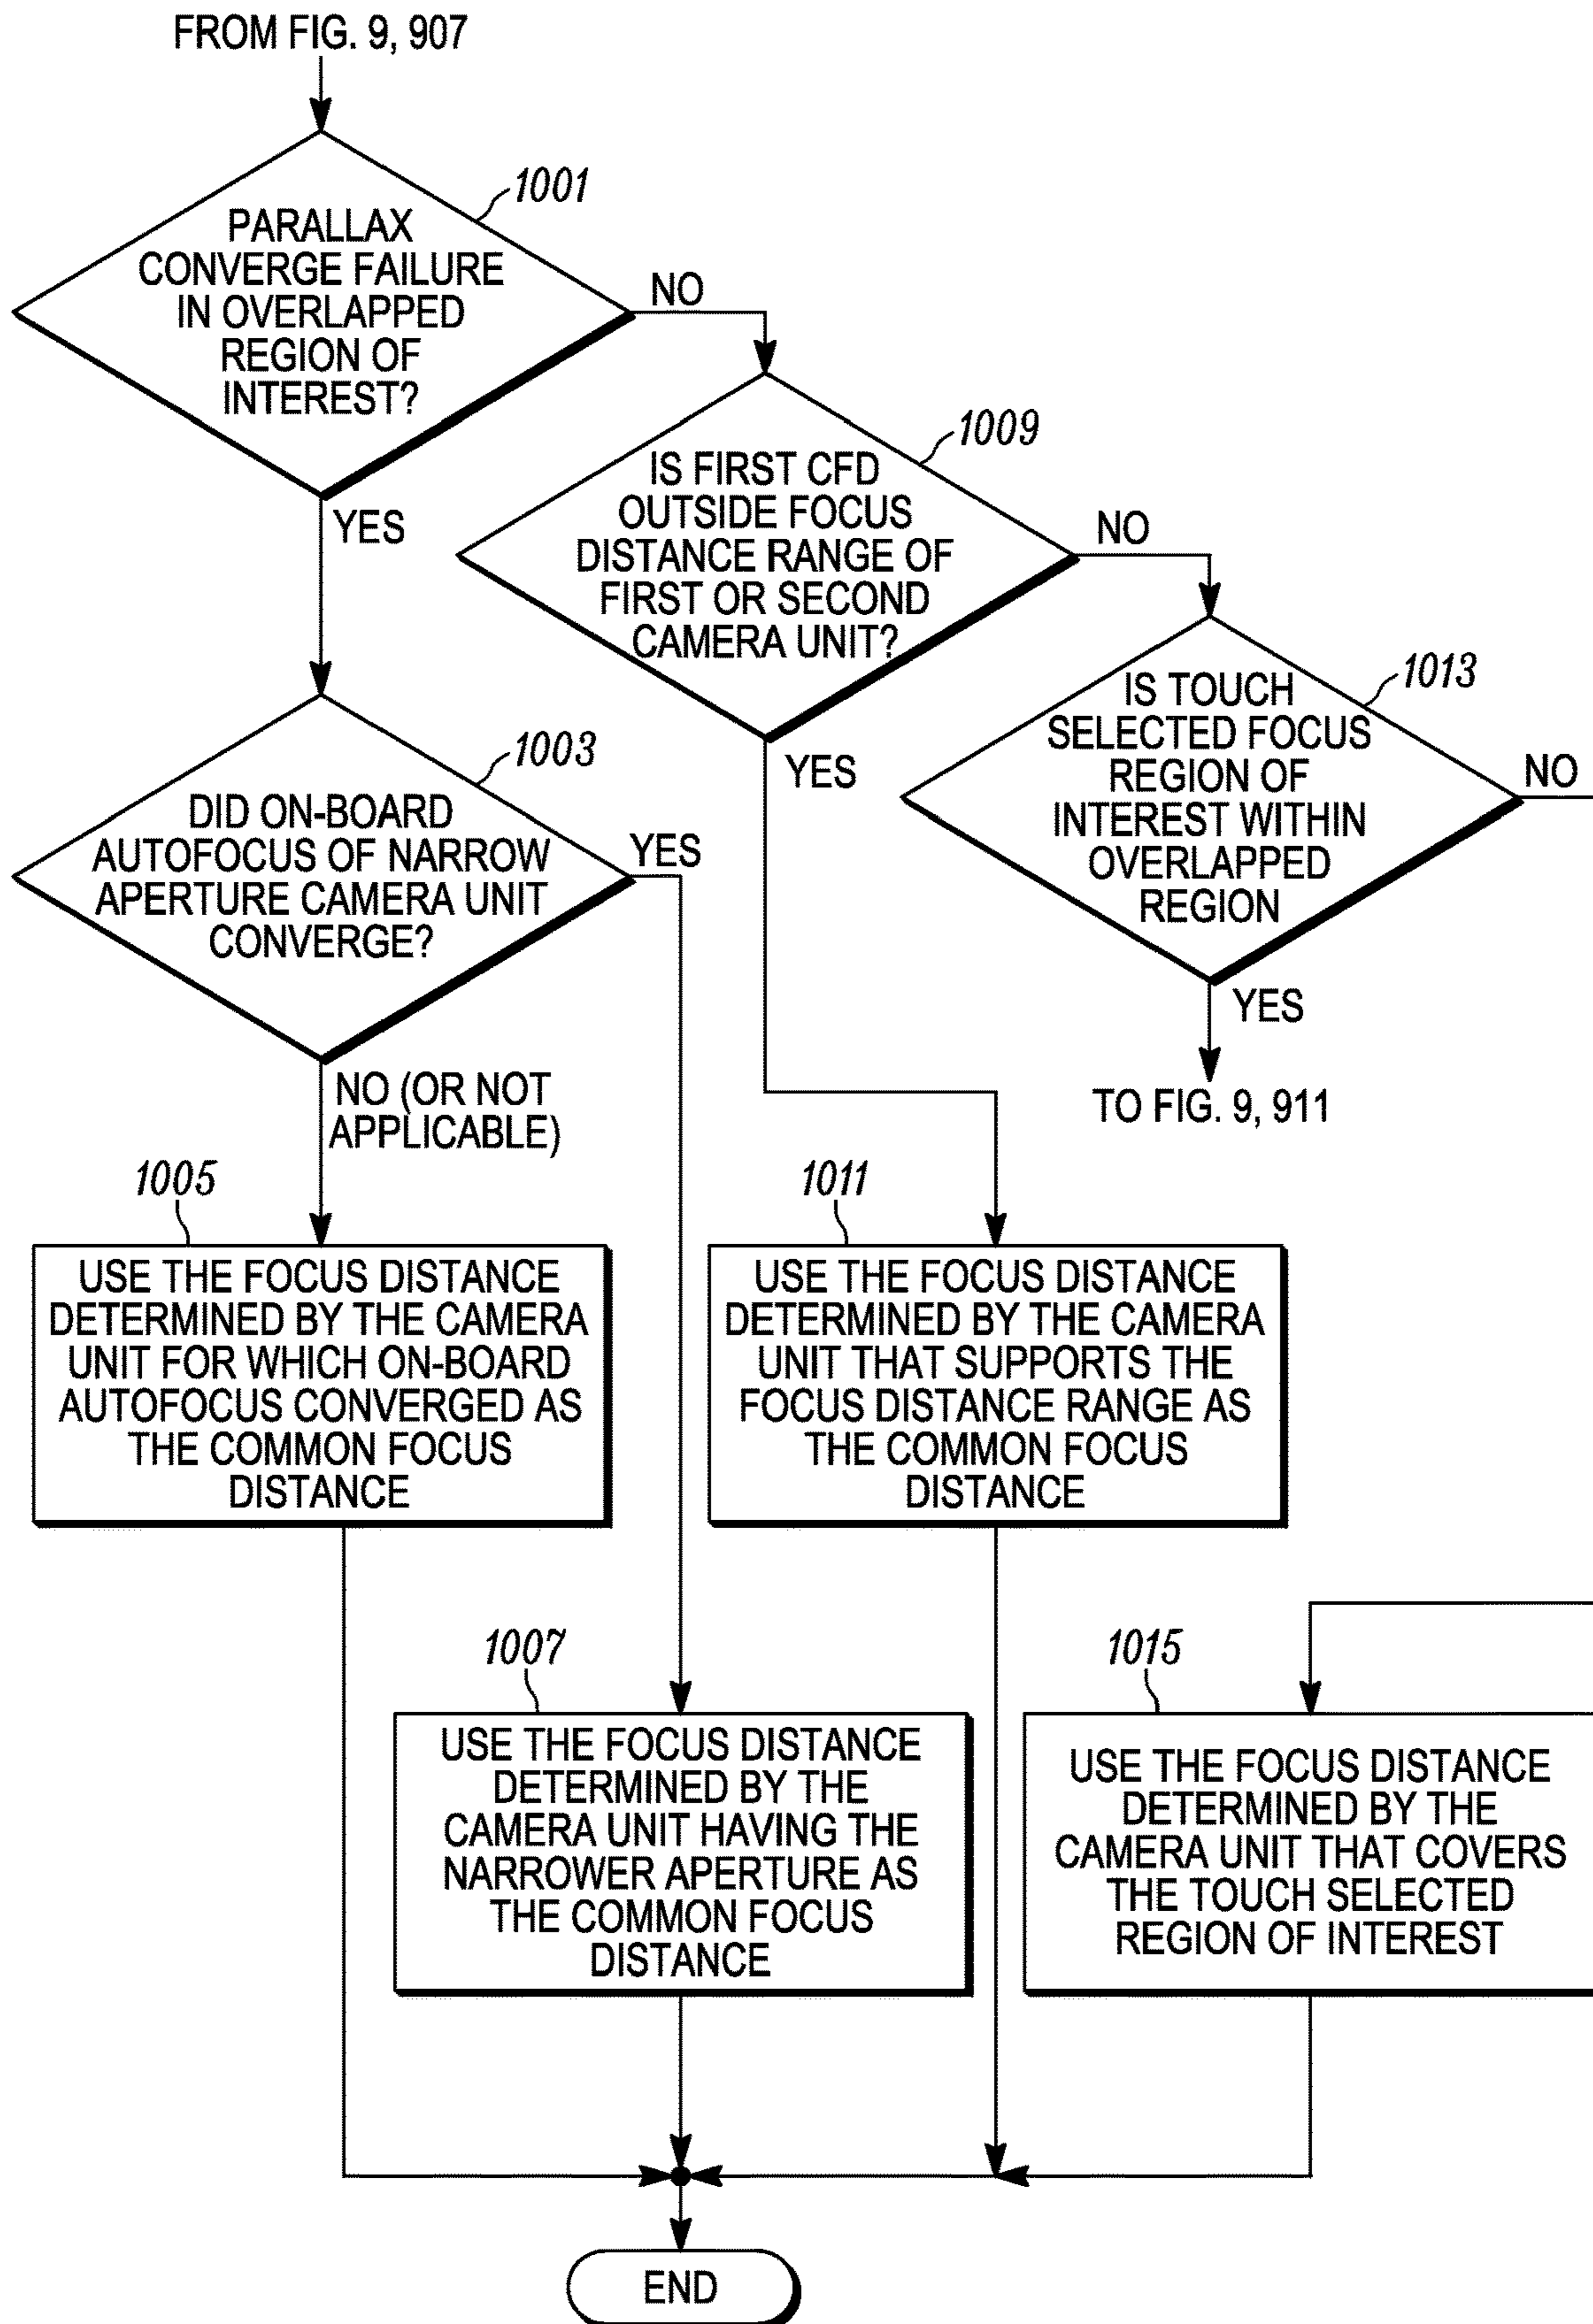 FROM FIG. 9, 907
1001
PARALLAX
CONVERGE FAILURE
IN OVERLAPPED
REGION OF
INTEREST?
NO
YES
1009
IS FIRST CFD
OUTSIDE FOCUS
DISTANCE RANGE OF
FIRST OR SECOND
CAMERA UNIT?
NO
YES
1013
IS TOUCH
SELECTED FOCUS
REGION OF
INTEREST WITHIN
OVERLAPPED
REGION
NO
YES
TO FIG. 9, 911
1003
DID ON-BOARD
AUTOFOCUS OF NARROW
APERTURE CAMERA UNIT
CONVERGE?
YES
NO (OR NOT
APPLICABLE)
1005
USE THE FOCUS DISTANCE
DETERMINED BY THE CAMERA
UNIT FOR WHICH ON-BOARD
AUTOFOCUS CONVERGED AS
THE COMMON FOCUS
DISTANCE
1011
USE THE FOCUS DISTANCE
DETERMINED BY THE CAMERA
UNIT THAT SUPPORTS THE
FOCUS DISTANCE RANGE AS
THE COMMON FOCUS
DISTANCE
1007
USE THE FOCUS DISTANCE
DETERMINED BY THE
CAMERA UNIT HAVING THE
NARROWER APERTURE AS
THE COMMON FOCUS
DISTANCE
1015
USE THE FOCUS DISTANCE
DETERMINED BY THE
CAMERA UNIT THAT COVERS
THE TOUCH SELECTED
REGION OF INTEREST
END